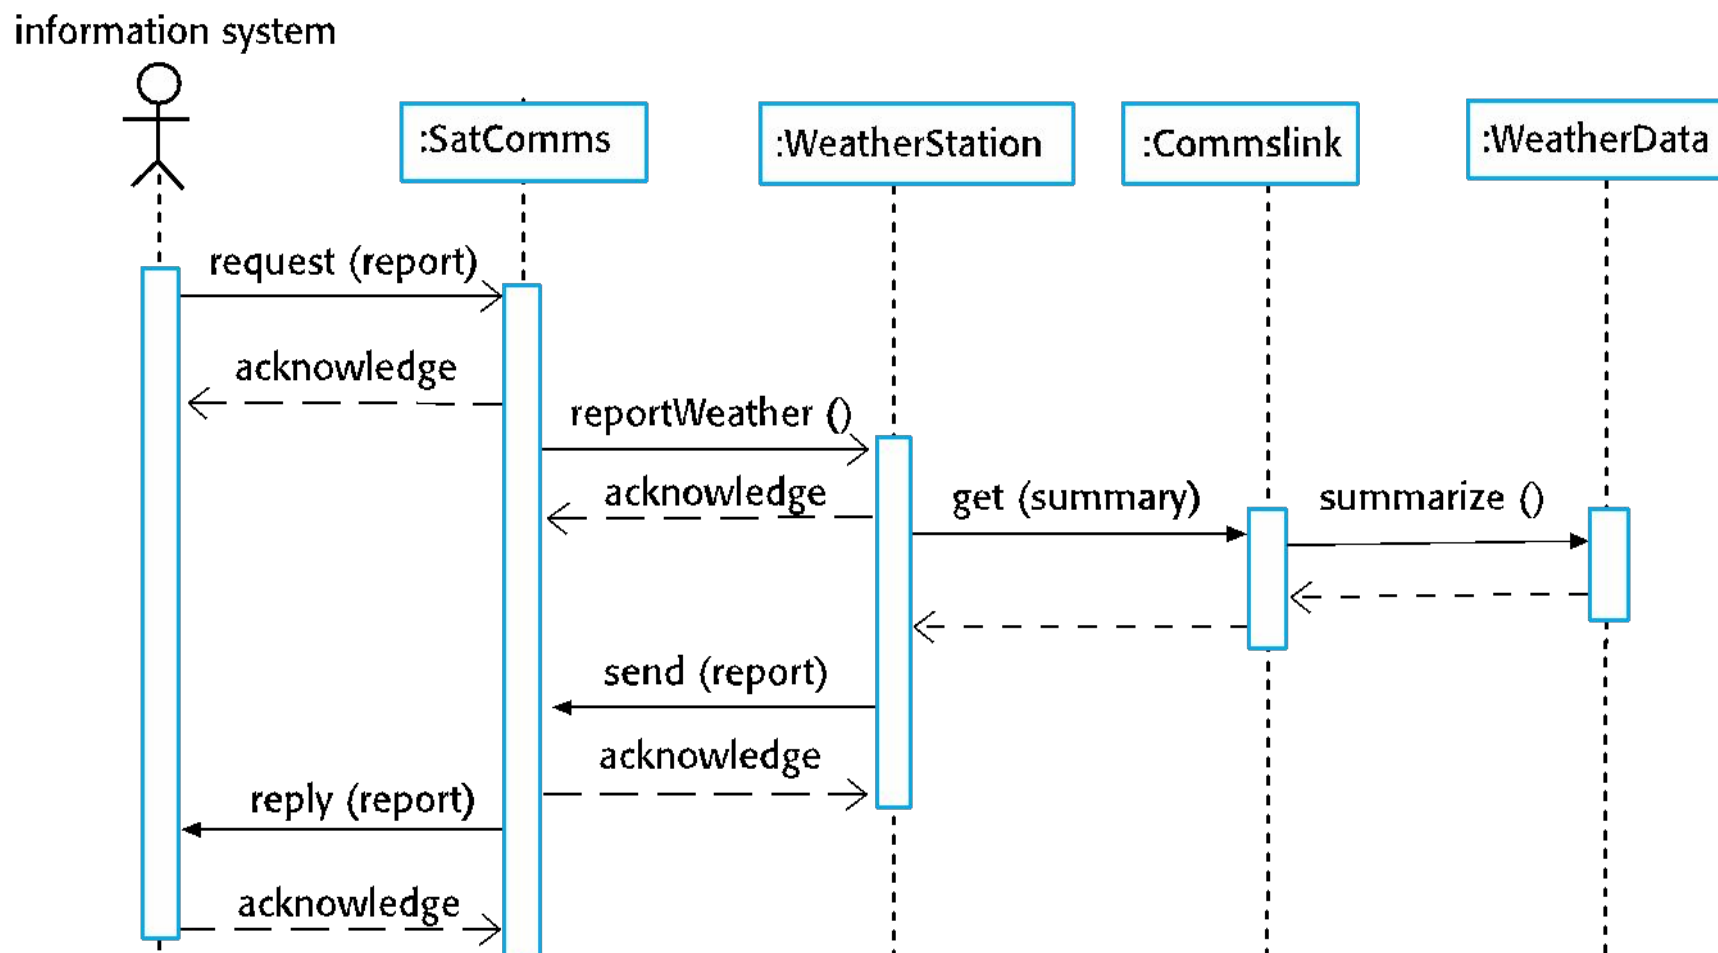 information system
:SatComms
:WeatherStation
:Commslink
:WeatherData
request (report)
acknowledge
reportWeather ()
acknowledge
get (summary)
summarize ()
send (report)
acknowledge
reply (report)
acknowledge